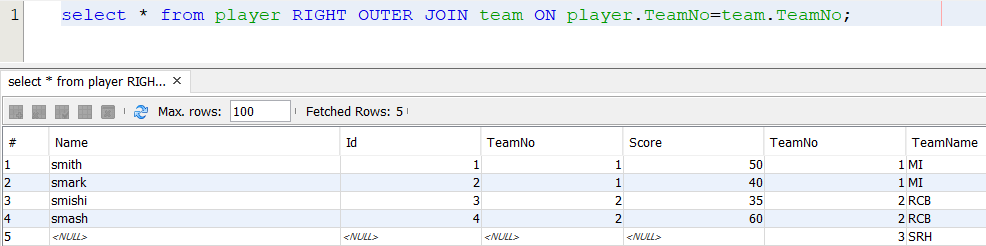 1 select * from player RIGHT OUTER JOIN team ON player.TeamNo=team.TeamNo;
select * from player RIGH... ×
Max. rows: 100 Fetched Rows: 5
# Name Id TeamNo Score TeamNo TeamName
1 smith 1 1 50 1 MI
2 smark 2 1 40 1 MI
3 smishi 3 2 35 2 RCB
4 smash 4 2 60 2 RCB
5 <NULL> <NULL> <NULL> <NULL> 3 SRH